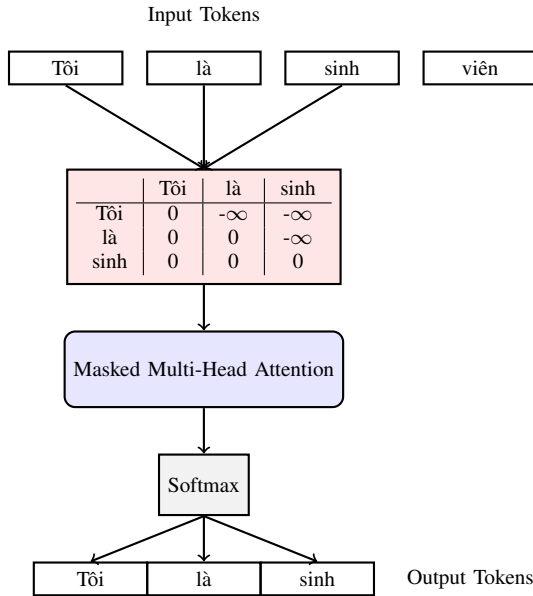 Input Tokens
Tôi là sinh viên
Tôi là sinh
Tôi 0 -∞ -∞
là 0 0 -∞
sinh 0 0 0
Masked Multi-Head Attention
Softmax
Tôi là sinh Output Tokens